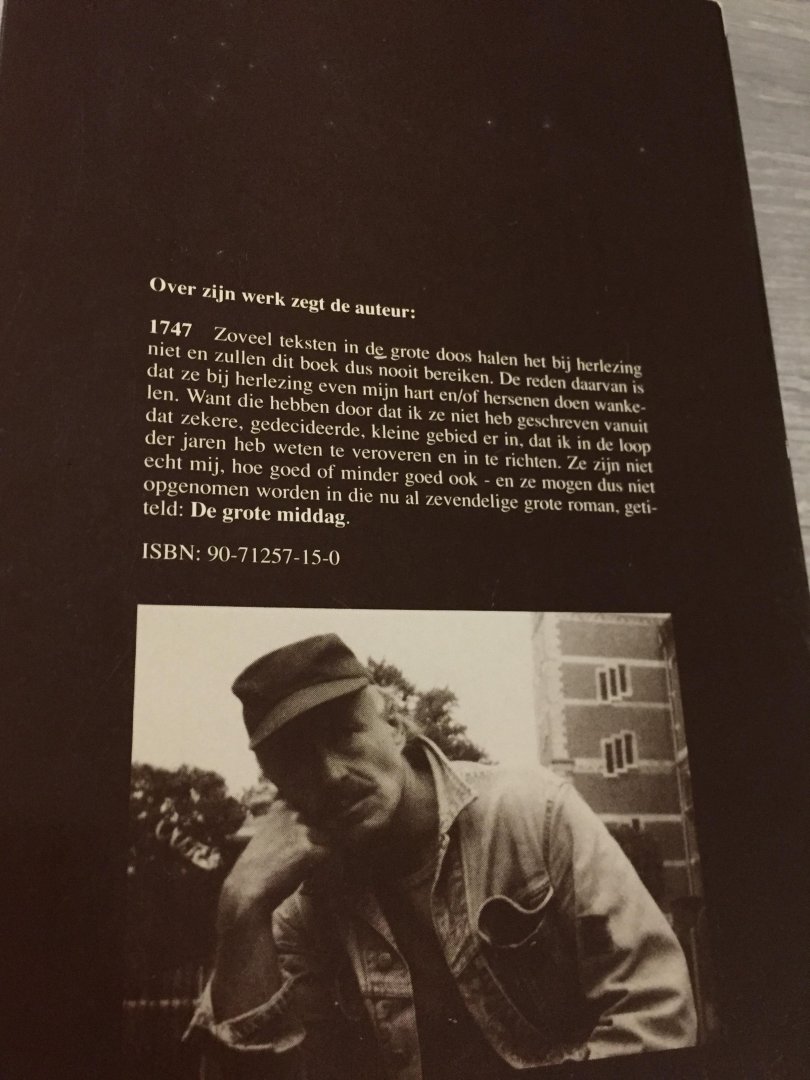 Over zijn werk zegt de auteur:
1747 Zoveel teksten in de grote doos halen het bij herlezing
niet en zullen dit boek dus nooit bereiken. De reden daarvan is
dat ze bij herlezing even mijn hart en/of hersenen doen wanke-
len. Want die hebben door dat ik ze niet heb geschreven vanuit
dat zekere, gedecideerde, kleine gebied er in, dat ik in de loop
der jaren heb weten te veroveren en in te richten. Ze zijn niet
echt mij, hoe goed of minder goed ook - en ze mogen dus niet
opgenomen worden in die nu al zevendelige grote roman, geti-
teld: De grote middag.
ISBN: 90-71257-15-0